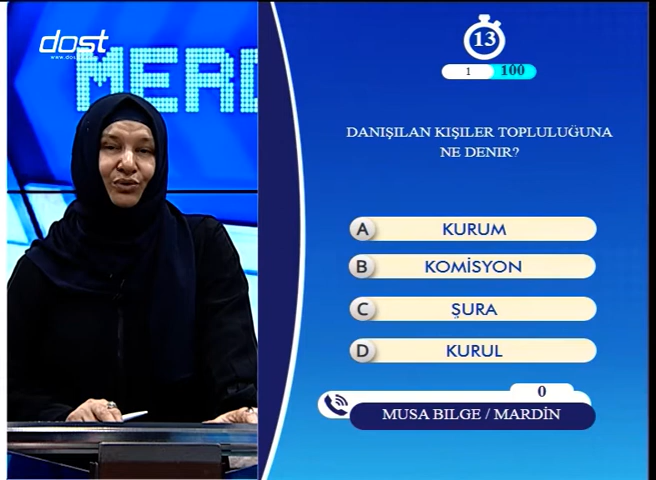 dost
MERD
13
1 100
DANIŞILAN KIŞILER TOPLULUĞUNA
NE DENIR?
A KURUM
B KOMİSYON
C ŞURA
D KURUL
0
MUSA BILGE / MARDİN